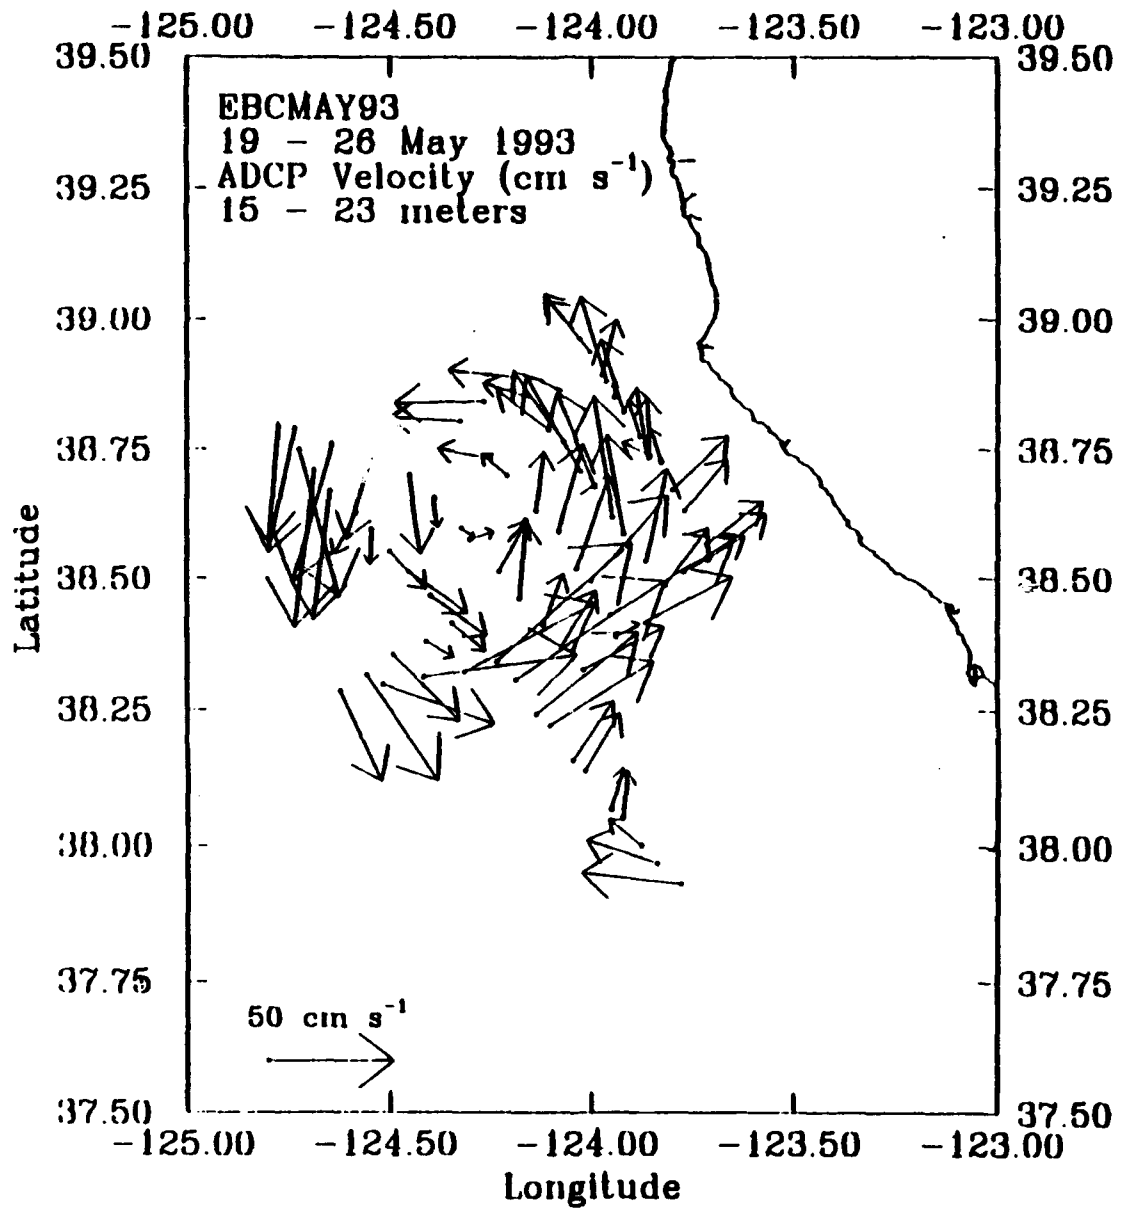 -125.00 -124.50 -124.00 -123.50 -123.00
39.50 39.50
EBCMAY93
19 - 26 May 1993
ADCP Velocity (cm s⁻¹)
39.25 39.25
15 - 23 meters
39.00 39.00
38.75 38.75
Latitude
38.50 38.50
38.25 38.25
38.00 38.00
37.75 37.75
50 cm s⁻¹
37.50 37.50
-125.00 -124.50 -124.00 -123.50 -123.00
Longitude